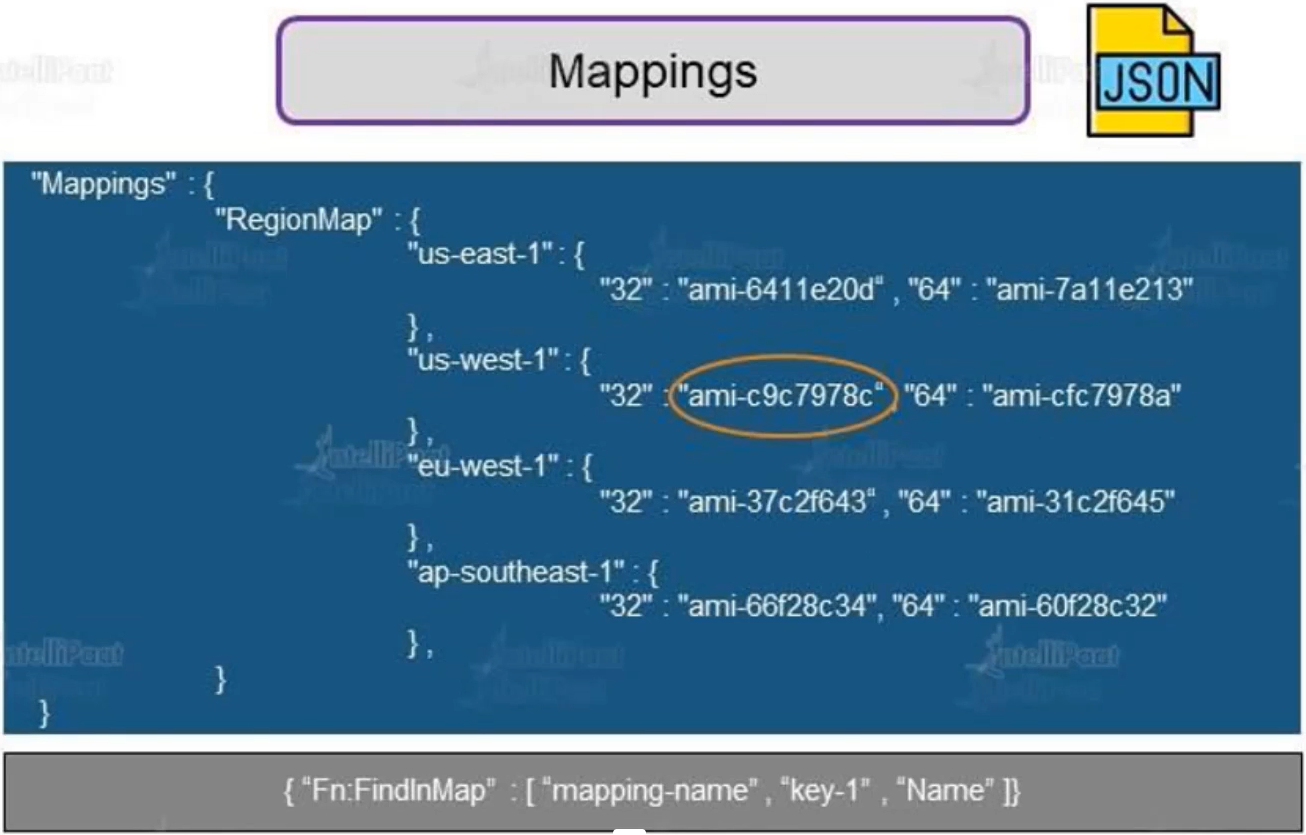 Mappings
JSON
"Mappings" : {
"RegionMap" : {
"us-east-1" : {
"32" : "ami-6411e20d“ , "64" : "ami-7a11e213"
} ,
"us-west-1" : {
"32" : "ami-c9c7978c“ , "64" : "ami-cfc7978a"
} ,
"eu-west-1" : {
"32" : "ami-37c2f643“ , "64" : "ami-31c2f645"
} ,
"ap-southeast-1" : {
"32" : "ami-66f28c34", "64" : "ami-60f28c32"
} ,
}
}
{ “Fn:FindInMap” : [ “mapping-name” , “key-1” , “Name” ]}